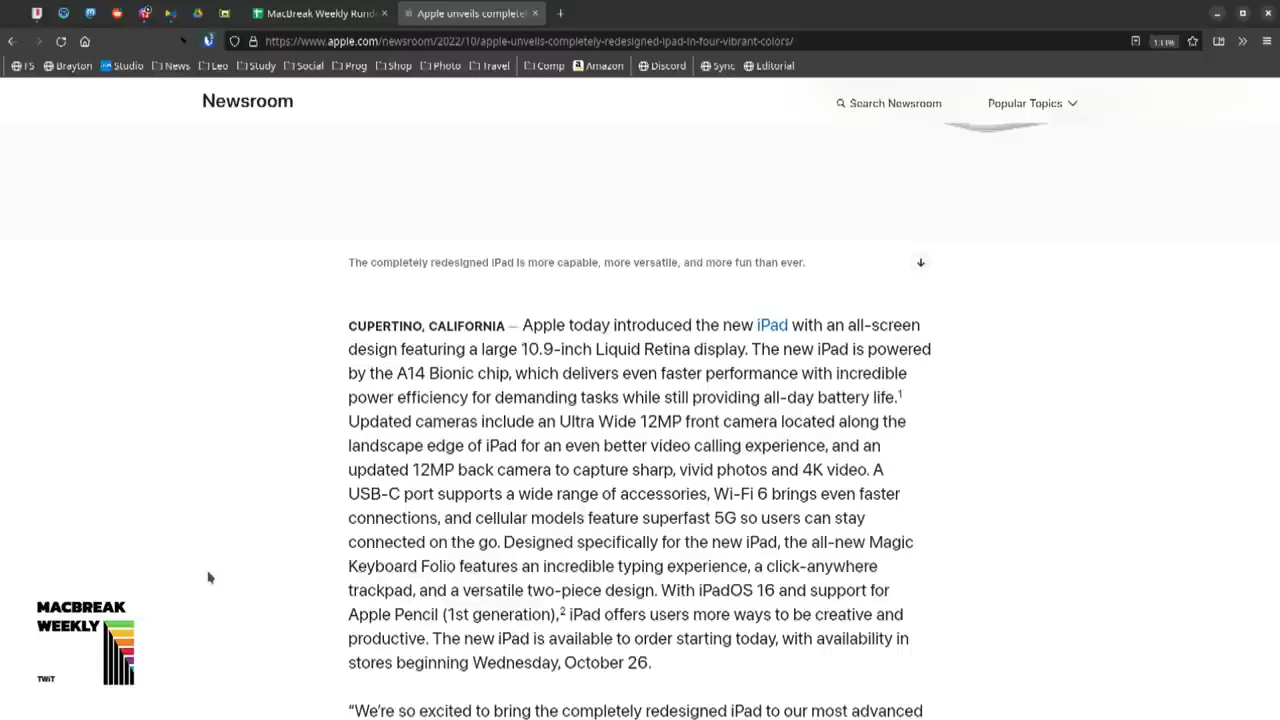 MacBreak Weekly Rund
Apple unveils complete
https://www.apple.com/newsroom/2022/10/apple-unveils-completely-redesigned-ipad-in-four-vibrant-colors/
133%
FS Brayton Studio News Leo Study Social Prog Shop Photo Travel Comp Amazon Discord Sync Editorial
Newsroom
Search Newsroom
Popular Topics
The completely redesigned iPad is more capable, more versatile, and more fun than ever.
CUPERTINO, CALIFORNIA — Apple today introduced the new iPad with an all-screen
design featuring a large 10.9-inch Liquid Retina display. The new iPad is powered
by the A14 Bionic chip, which delivers even faster performance with incredible
power efficiency for demanding tasks while still providing all-day battery life.¹
Updated cameras include an Ultra Wide 12MP front camera located along the
landscape edge of iPad for an even better video calling experience, and an
updated 12MP back camera to capture sharp, vivid photos and 4K video. A
USB-C port supports a wide range of accessories, Wi-Fi 6 brings even faster
connections, and cellular models feature superfast 5G so users can stay
connected on the go. Designed specifically for the new iPad, the all-new Magic
Keyboard Folio features an incredible typing experience, a click-anywhere
trackpad, and a versatile two-piece design. With iPadOS 16 and support for
Apple Pencil (1st generation),² iPad offers users more ways to be creative and
productive. The new iPad is available to order starting today, with availability in
stores beginning Wednesday, October 26.
“We’re so excited to bring the completely redesigned iPad to our most advanced
MACBREAK
WEEKLY
TWiT